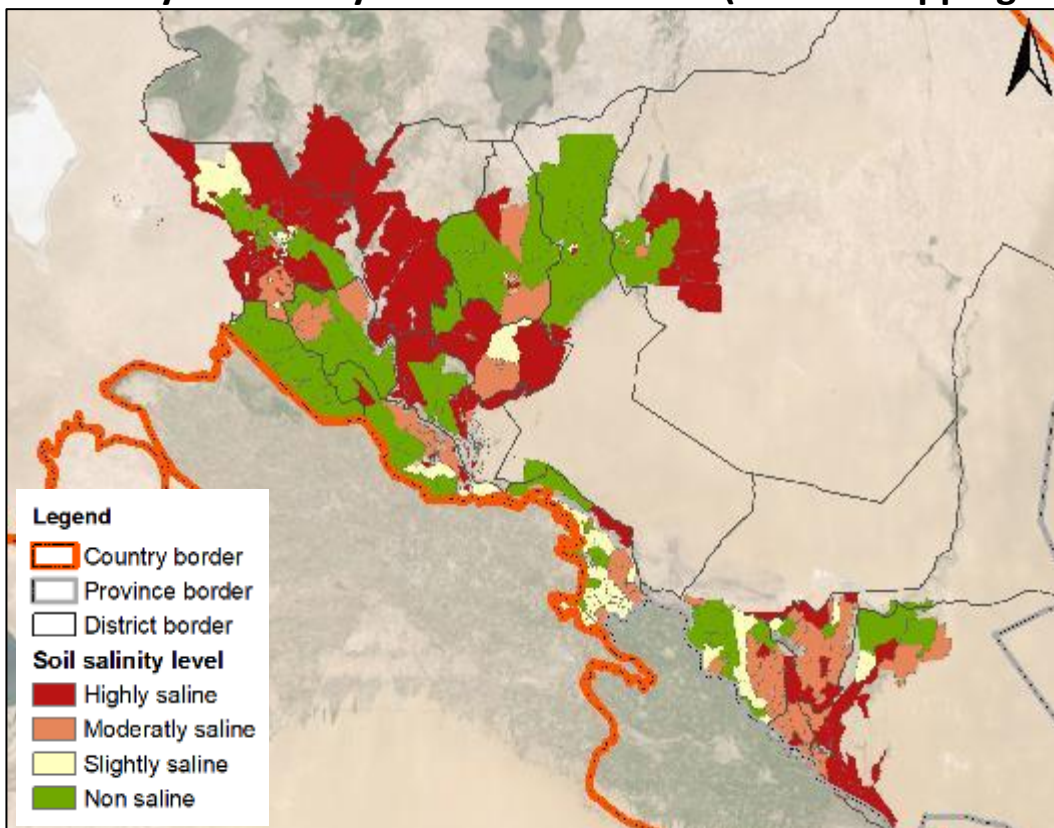 Legend
Country border
Province border
District border
Soil salinity level
Highly saline
Moderatly saline
Slightly saline
Non saline